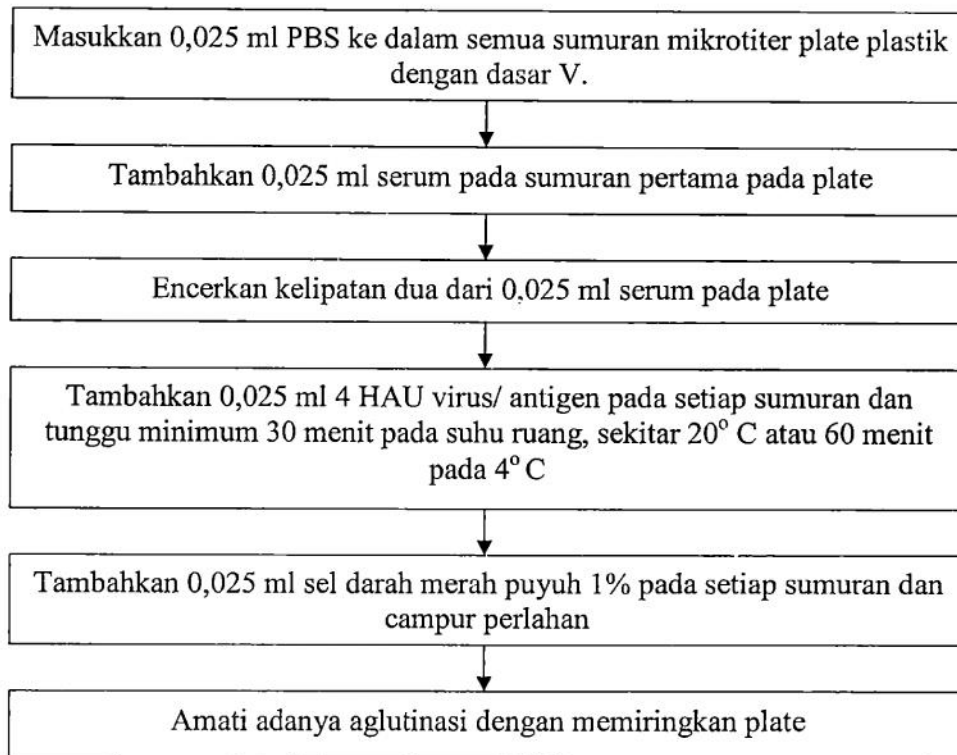 Masukkan 0,025 ml PBS ke dalam semua sumuran mikrotiter plate plastik
dengan dasar V.
Tambahkan 0,025 ml serum pada sumuran pertama pada plate
Encerkan kelipatan dua dari 0,025 ml serum pada plate
Tambahkan 0,025 ml 4 HAU virus/ antigen pada setiap sumuran dan
tunggu minimum 30 menit pada suhu ruang, sekitar 20° C atau 60 menit
pada 4° C
Tambahkan 0,025 ml sel darah merah puyuh 1% pada setiap sumuran dan
campur perlahan
Amati adanya aglutinasi dengan memiringkan plate